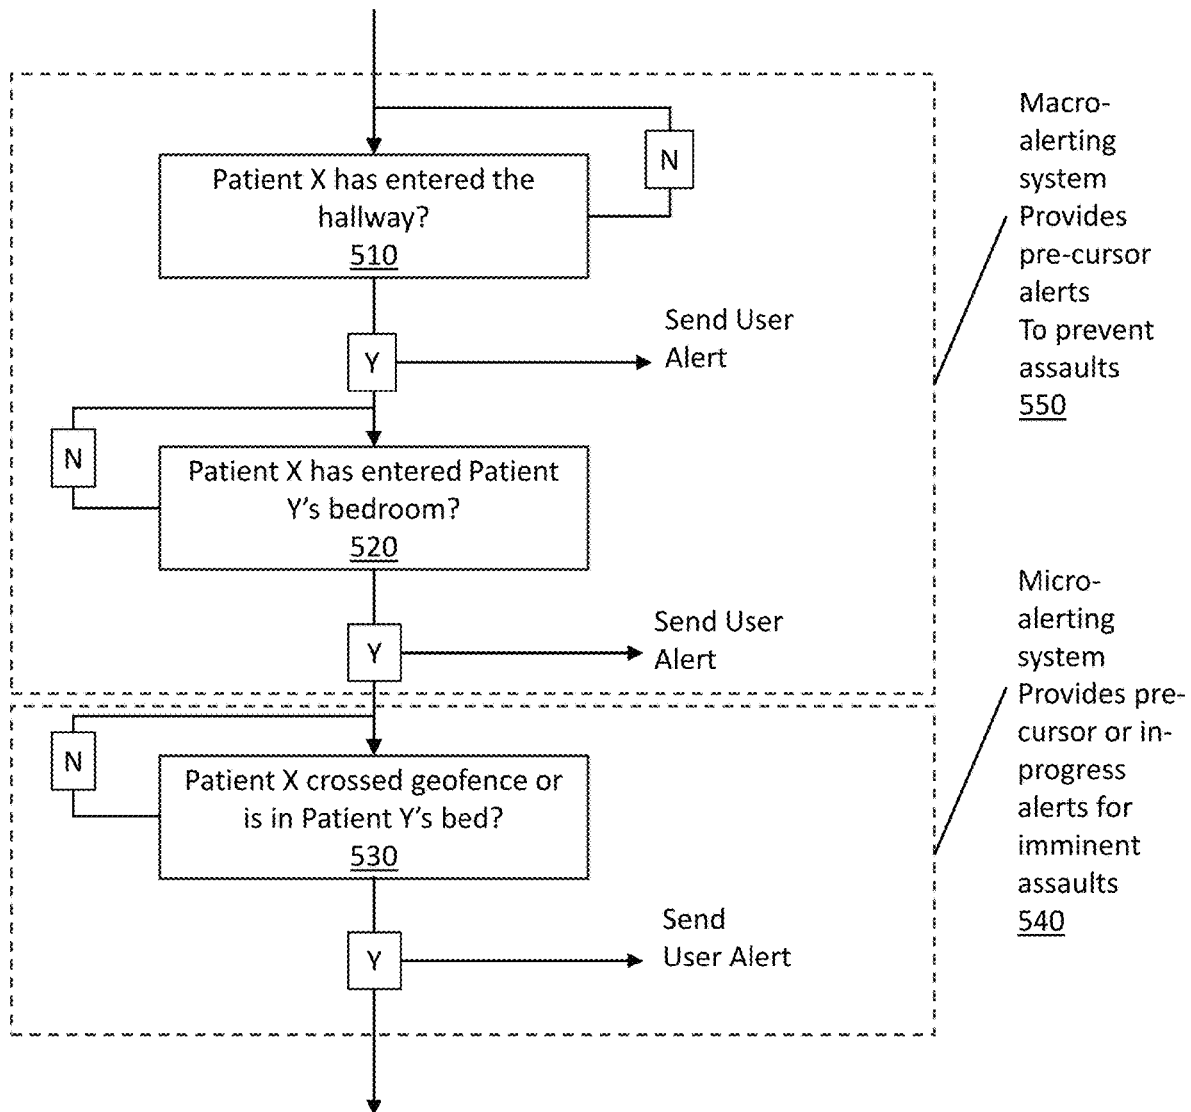 N
Patient X has entered the
hallway?
510
Send User
Alert
Y
N
Patient X has entered Patient
Y's bedroom?
520
Send User
Alert
Y
N
Patient X crossed geofence or
is in Patient Y's bed?
530
Send
User Alert
Y
Macro-
alerting
system
Provides
pre-cursor
alerts
To prevent
assaults
550
Micro-
alerting
system
Provides pre-
cursor or in-
progress
alerts for
imminent
assaults
540